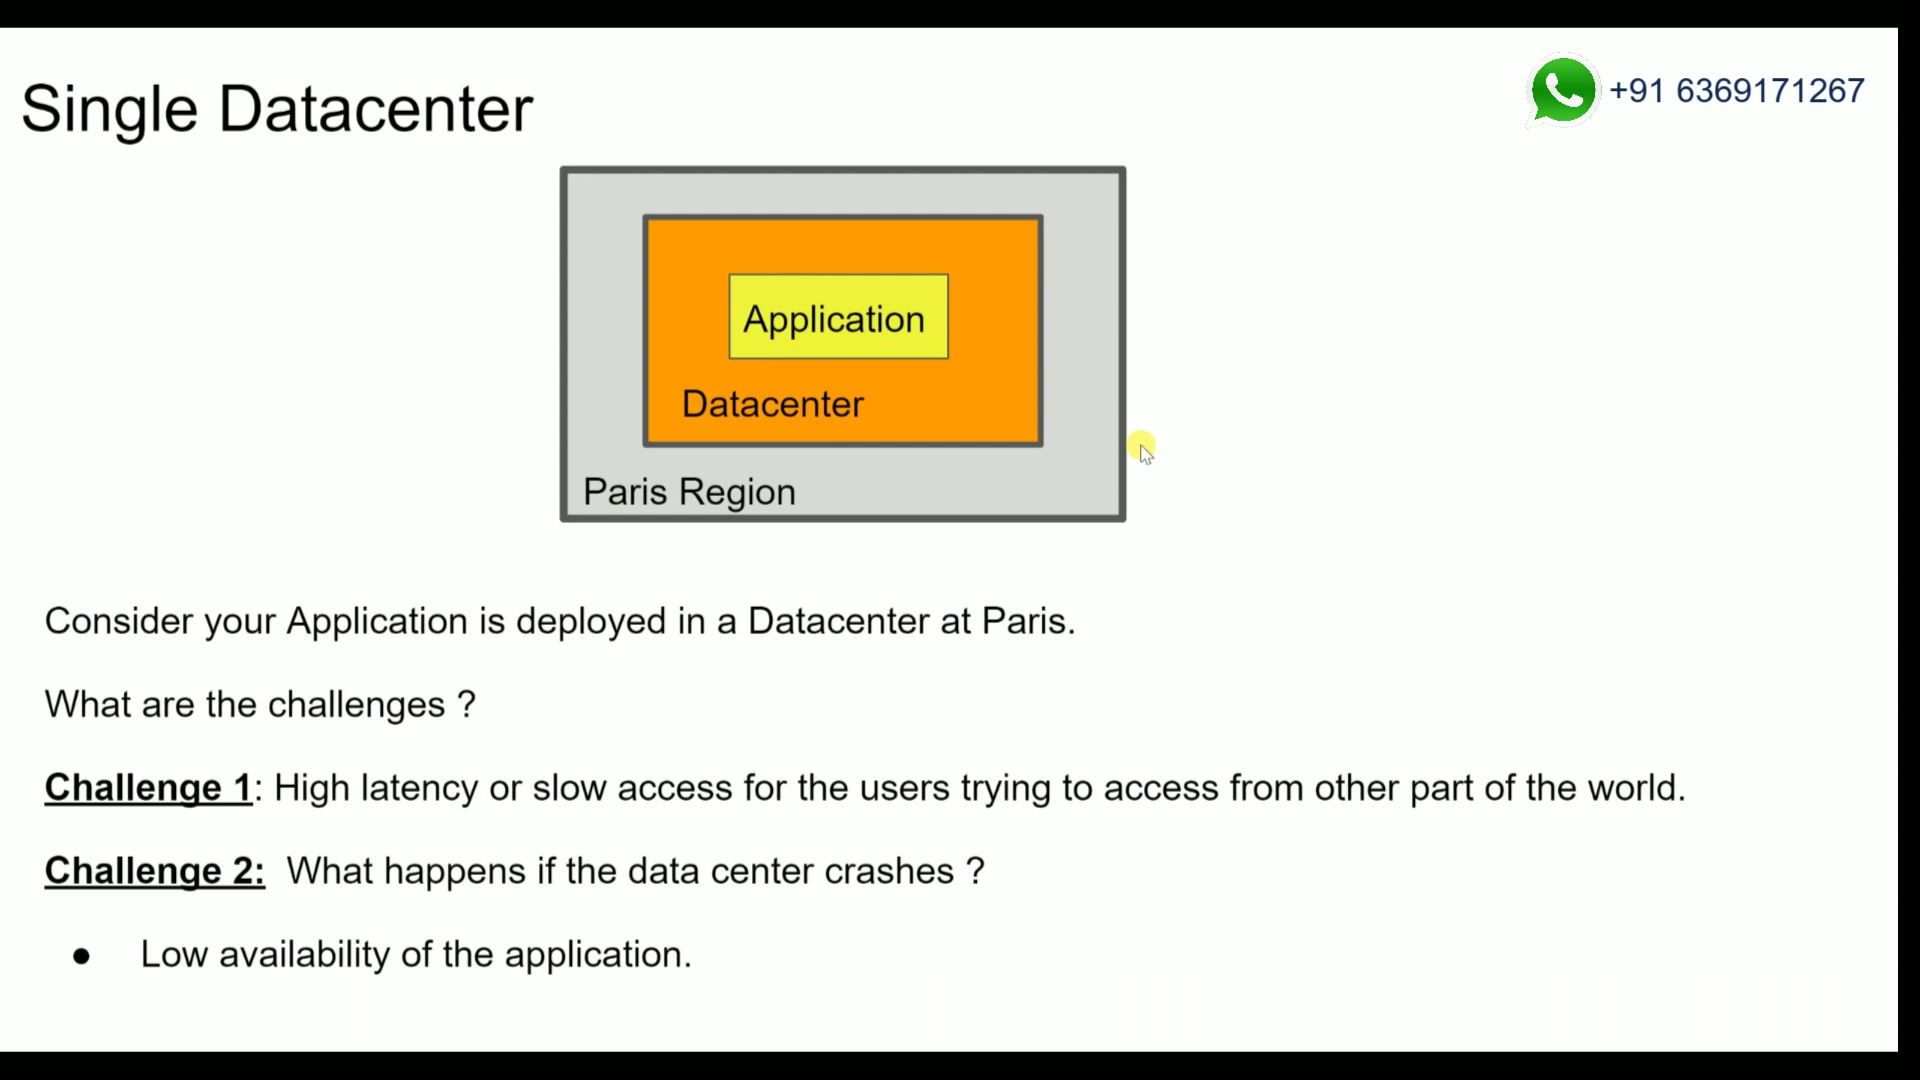 Single Datacenter
+91 6369171267
Application
Datacenter
Paris Region
Consider your Application is deployed in a Datacenter at Paris.
What are the challenges ?
Challenge 1: High latency or slow access for the users trying to access from other part of the world.
Challenge 2: What happens if the data center crashes ?
● Low availability of the application.